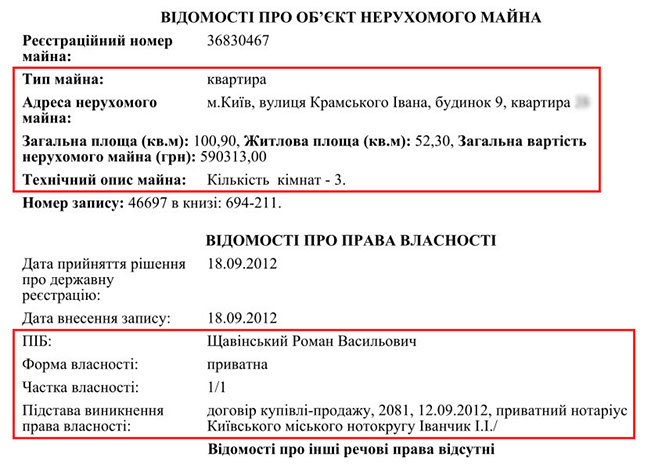 ВІДОМОСТІ ПРО ОБ’ЄКТ НЕРУХОМОГО МАЙНА
Реєстраційний номер майна: 36830467
Тип майна: квартира
Адреса нерухомого майна: м.Київ, вулиця Крамського Івана, будинок 9, квартира
Загальна площа (кв.м): 100,90, Житлова площа (кв.м): 52,30, Загальна вартість
нерухомого майна (грн): 590313,00
Технічний опис майна: Кількість кімнат - 3.
Номер запису: 46697 в книзі: 694-211.
ВІДОМОСТІ ПРО ПРАВА ВЛАСНОСТІ
Дата прийняття рішення про державну реєстрацію: 18.09.2012
Дата внесення запису: 18.09.2012
ПІБ: Щавінський Роман Васильович
Форма власності: приватна
Частка власності: 1/1
Підстава виникнення права власності: договір купівлі-продажу, 2081, 12.09.2012, приватний нотаріус
Київського міського нотокругу Іванчик І.І./
Відомості про інші речові права відсутні